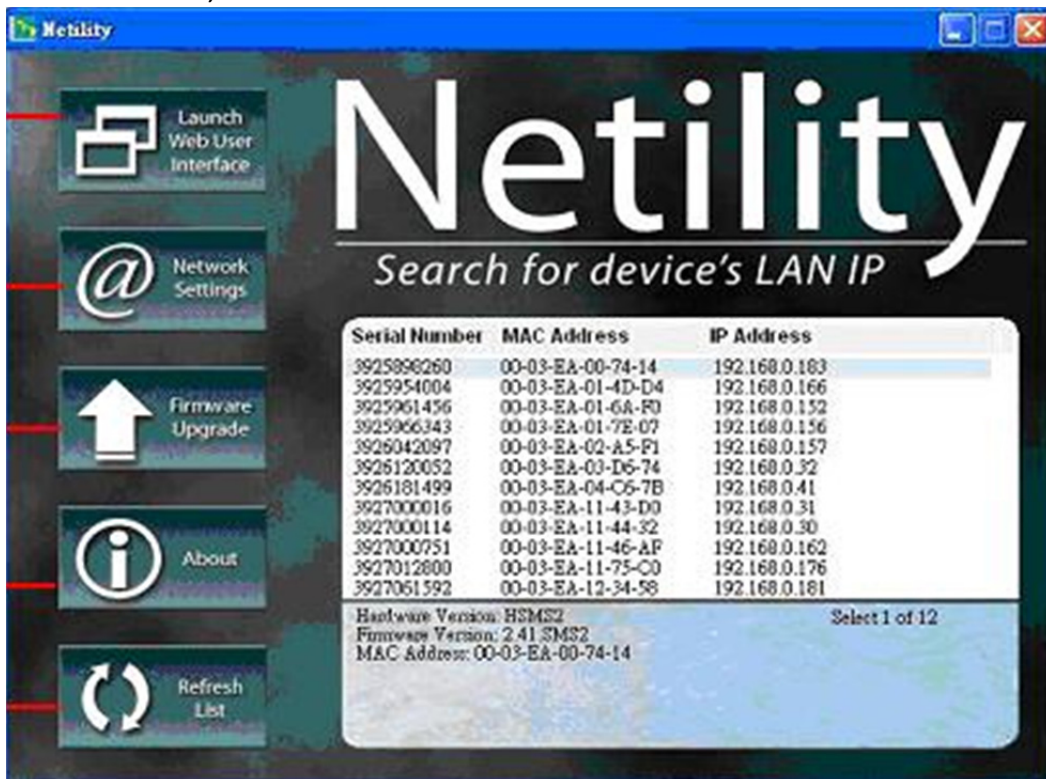 Netility
Launch
Web User
Interface
Network
Settings
Firmware
Upgrade
About
Refresh
List
Netility
Search for device's LAN IP
Serial Number MAC Address IP Address
3925898260 00-03-EA-00-74-14 192.168.0.183
3925954004 00-03-EA-01-4D-D4 192.168.0.166
3925961456 00-03-EA-01-6A-F0 192.168.0.152
3925966343 00-03-EA-01-7E-07 192.168.0.156
3926042097 00-03-EA-02-A5-F1 192.168.0.157
3926120052 00-03-EA-03-D6-74 192.168.0.32
3926181499 00-03-EA-04-C6-7B 192.168.0.41
3927000016 00-03-EA-11-43-D0 192.168.0.31
3927000114 00-03-EA-11-44-32 192.168.0.30
3927000751 00-03-EA-11-46-AF 192.168.0.162
3927012800 00-03-EA-11-75-C0 192.168.0.176
3927061592 00-03-EA-12-34-58 192.168.0.181
Hardware Version: HSMS2 Select 1 of 12
Firmware Version: 2.41 SMS2
MAC Address: 00-03-EA-00-74-14